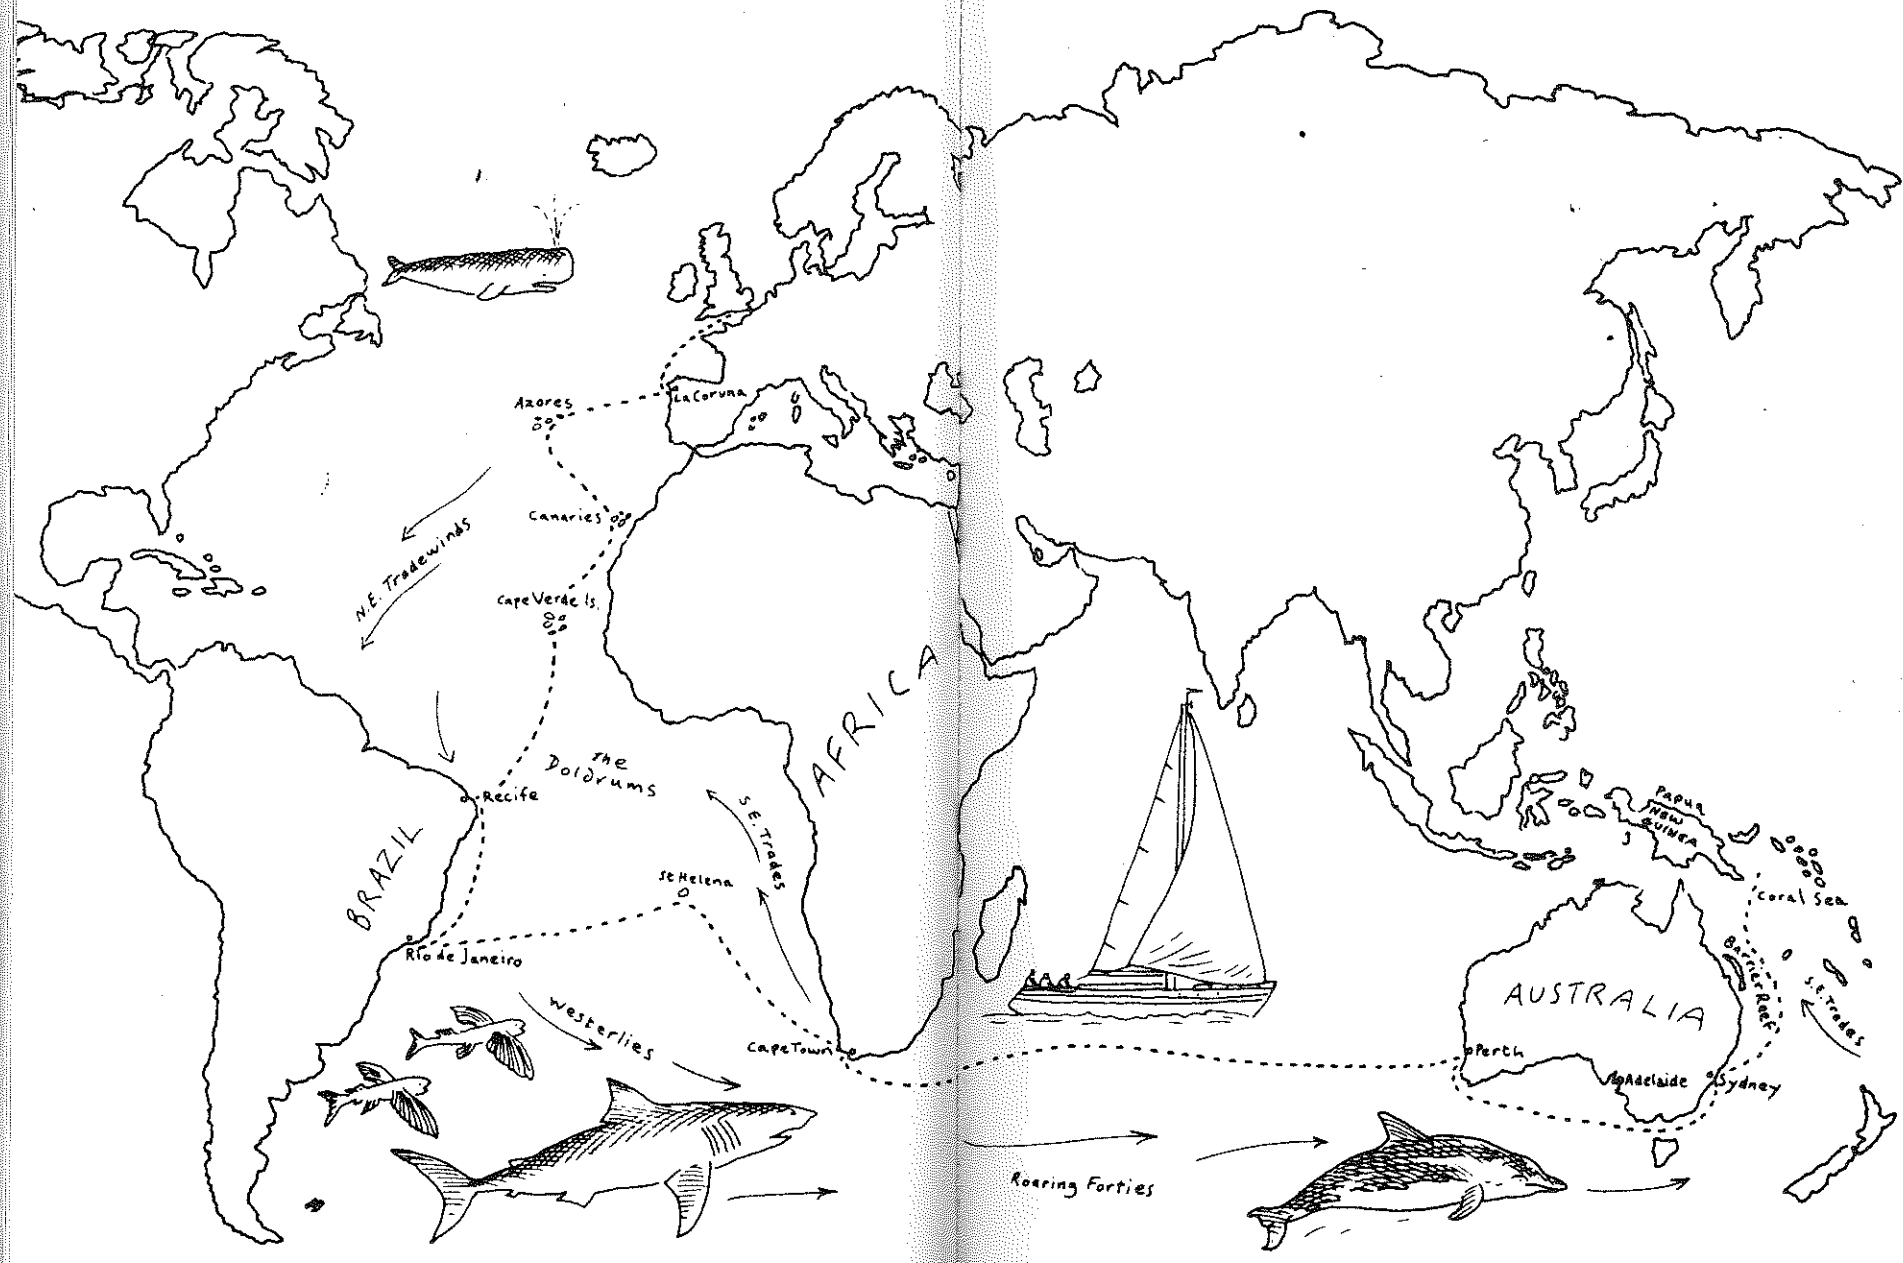 La Coruna
Azores
Canaries
N.E. Tradewinds
Cape Verde Is.
AFRICA
The
Doldrums
Recife
S.E. Trades
BRAZIL
St Helena
Rio de Janeiro
Westerlies
Cape Town
Roaring Forties
Papua
NEW
GUINEA
Coral Sea
Barrier Reef
S.E. Trades
AUSTRALIA
Perth
Adelaide
Sydney